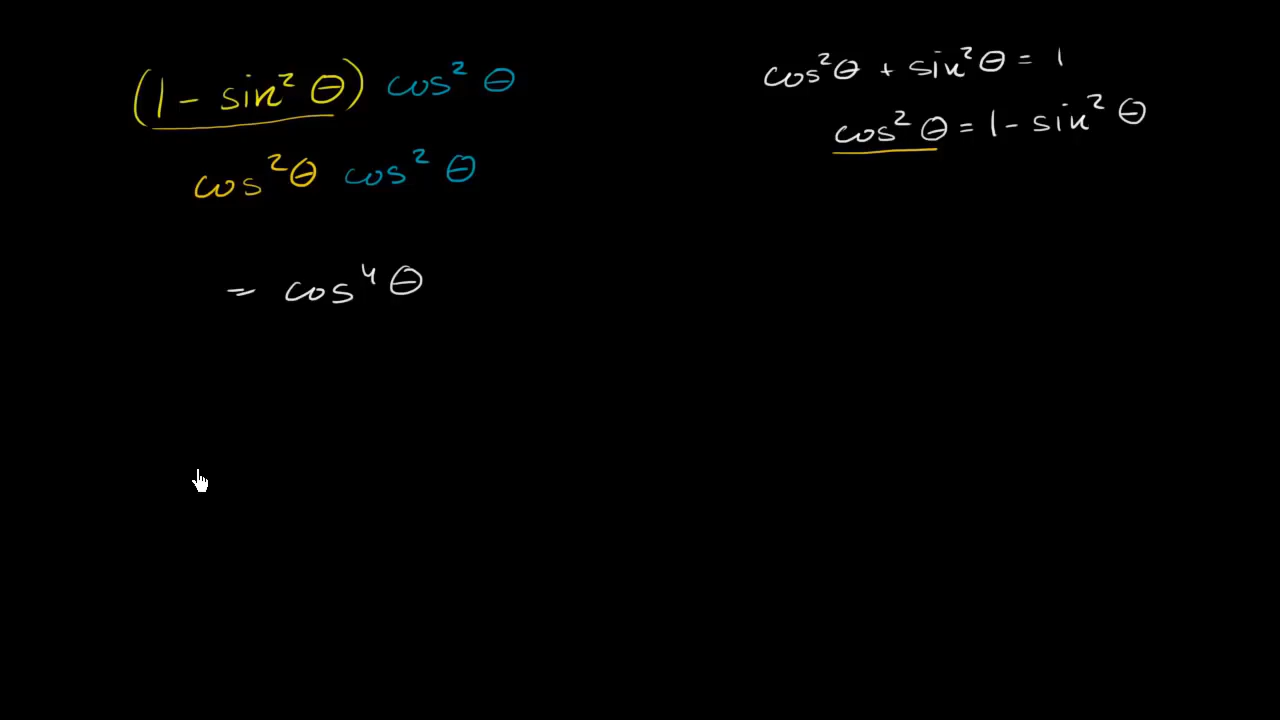 (1 - sin² θ) cos² θ
cos² θ cos² θ
= cos⁴ θ
cos² θ + sin² θ = 1
cos² θ = 1 - sin² θ